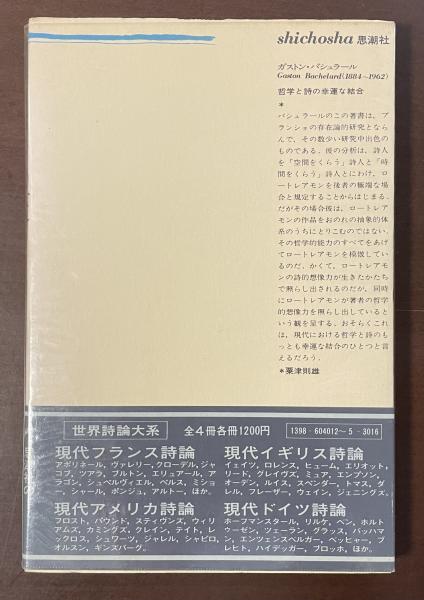 shichosha 思潮社
ガストン・バシュラール
Gaston Bachelard (1884〜1962)
哲学と詩の幸運な結合
*
バシュラールのこの著書は、ブ
ランショの存在論的研究となら
んで、その数少い研究中出色の
ものである。彼の分析は、詩人
を「空間をくらう」詩人と「時
間をくらう」詩人とにわけ、ロ
ートレアモンを後者の極端な場
合と規定することからはじまる。
だがその場合彼は、ロートレア
モンの作品をおのれの抽象的体
系のうちにとりこむのではない。
その哲学的能力のすべてをあげ
てロートレアモンを模倣してい
るのだ。かくて、ロートレアモ
ンの詩的想像力が生きたかたち
で照らし出されるのだが、同時
にロートレアモンが著者の哲学
的想像力を照らし出しているとい
う観を呈する。おそらくこれ
は、現代における哲学と詩のも
っとも幸運な結合のひとつと言
えるだろう。
*粟津則雄
世界詩論大系 全4冊各冊1200円 1398-604012〜5-3016
現代フランス詩論
アポリネール、ヴァレリー、クローデル、ジャ
コブ、ツアラ、ブルトン、エリュアール、ア
ラゴン、シュペルヴィエル、ペルス、ミショ
ー、シャール、ポンジュ、アルトー、ほか。
現代イギリス詩論
イェイツ、ロレンス、ヒューム、エリオット、
リード、グレイヴズ、ミュア、エンプソン、
オーデン、ルイス、スペンダー、トマス、ダ
レル、フレーザー、ウェイン、ジェニングズ。
現代アメリカ詩論
フロスト、パウンド、スティヴンズ、ウィリ
アムズ、カミングズ、クレイン、テイト、レ
ックロス、シュワーツ、ジャレル、シャピロ、
オルスン、ギンズバーグ。
現代ドイツ詩論
ホーフマンスタール、リルケ、ベン、ホルト
ゥーゼン、ツェーラン、グラス、バッハマ
ン、エンツェンスベルガー、ベッヒャー、ブ
レヒト、ハイデッガー、ブロッホ、ほか。